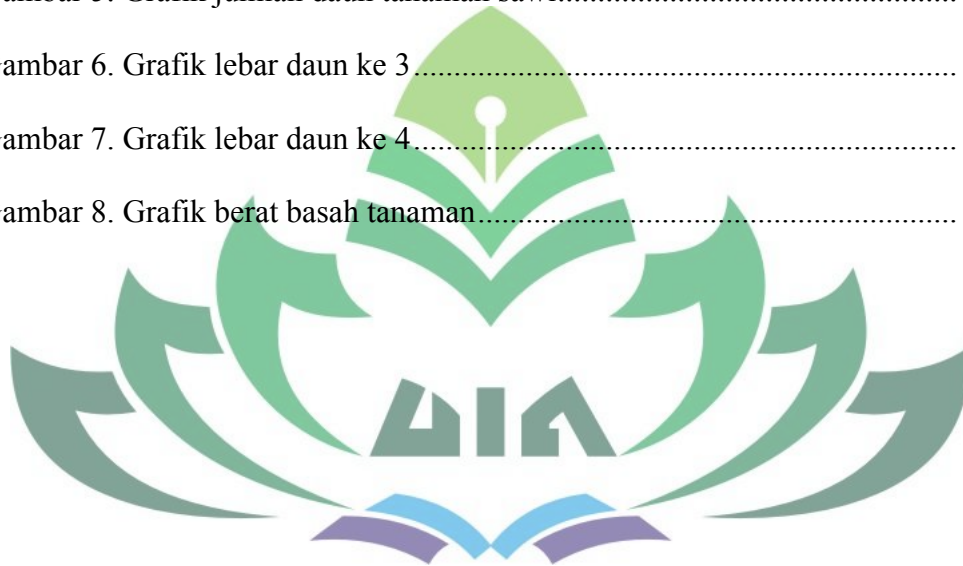 ambar 6. Grafik lebar daun ke 3..................................................................
ambar 7. Grafik lebar daun ke 4..................................................................
ambar 8. Grafik berat basah tanaman...........................................................
UIN